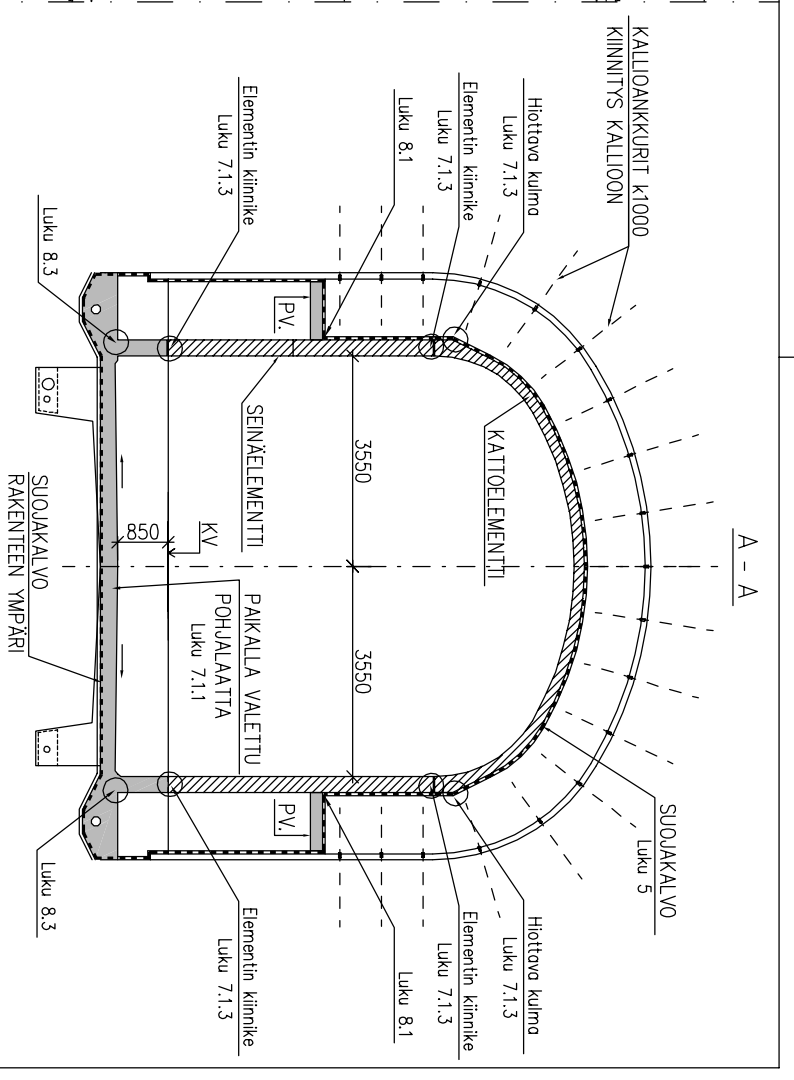 A - A
KALLIOANKKURIT k1000
KIINNITYS KALLIOON
Hiottava kulma
Luku 7.1.3
Elementin kiinnike
Luku 7.1.3
Luku 8.1
Elementin kiinnike
Luku 7.1.3
Luku 8.3
SUOJAKALVO
Luku 5
Hiottava kulma
Luku 7.1.3
Elementin kiinnike
Luku 7.1.3
Luku 8.1
Elementin kiinnike
Luku 7.1.3
Luku 8.3
KATTOELEMENTTI
3550
3550
PV.
PV.
SEINÄELEMENTTI
KV
850
PAIKALLA VALETTU
POHJALAATTA
Luku 7.1.1
SUOJAKALVO
RAKENTEEN YMPÄRI